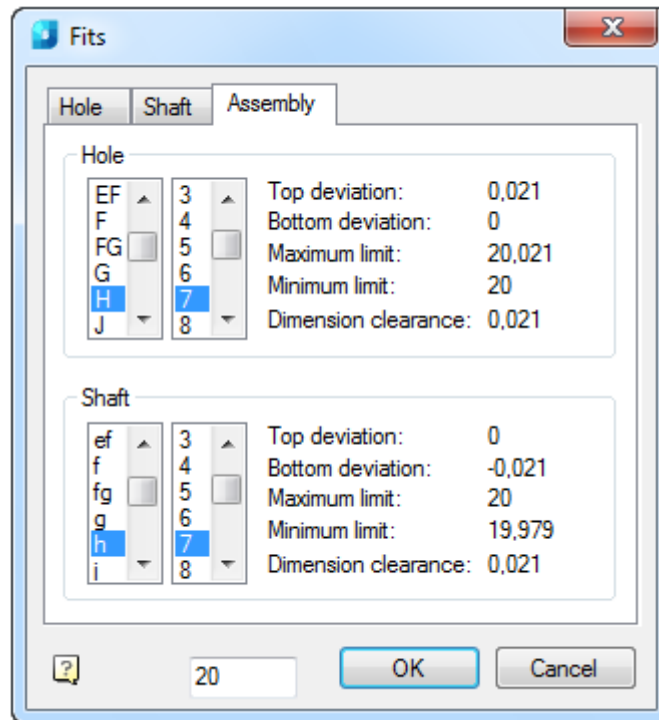 Fits
Hole Shaft Assembly
Hole
EF 3 Top deviation: 0,021
F 4 Bottom deviation: 0
FG 5 Maximum limit: 20,021
G 6 Minimum limit: 20
H 7 Dimension clearance: 0,021
J 8
Shaft
ef 3 Top deviation: 0
f 4 Bottom deviation: -0,021
fg 5 Maximum limit: 20
g 6 Minimum limit: 19,979
h 7 Dimension clearance: 0,021
i 8
20 OK Cancel